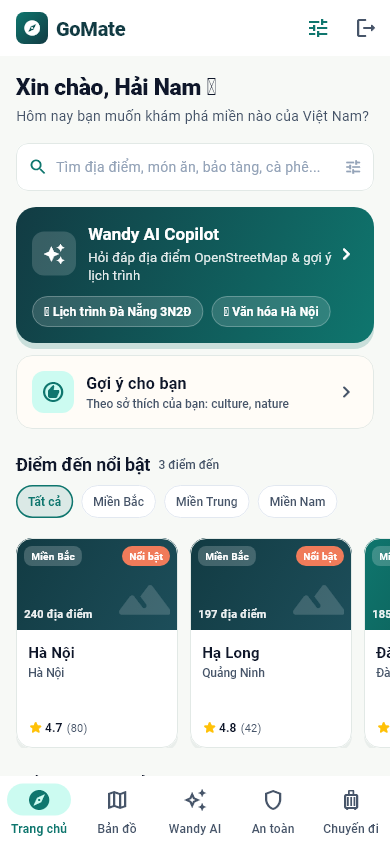 GoMate
Xin chào, Hải Nam
Hôm nay bạn muốn khám phá miền nào của Việt Nam?
Tìm địa điểm, món ăn, bảo tàng, cà phê...
Wandy AI Copilot
Hỏi đáp địa điểm OpenStreetMap & gợi ý
lịch trình
Lịch trình Đà Nẵng 3N2Đ
Văn hóa Hà Nội
Gợi ý cho bạn
Theo sở thích của bạn: culture, nature
Điểm đến nổi bật 3 điểm đến
Tất cả Miền Bắc Miền Trung Miền Nam
Miền Bắc Nổi bật Miền Bắc Nổi bật
240 địa điểm 197 địa điểm 185
Hà Nội Hạ Long
Hà Nội Quảng Ninh
4.7 (80) 4.8 (42)
Trang chủ Bản đồ Wandy AI An toàn Chuyến đi